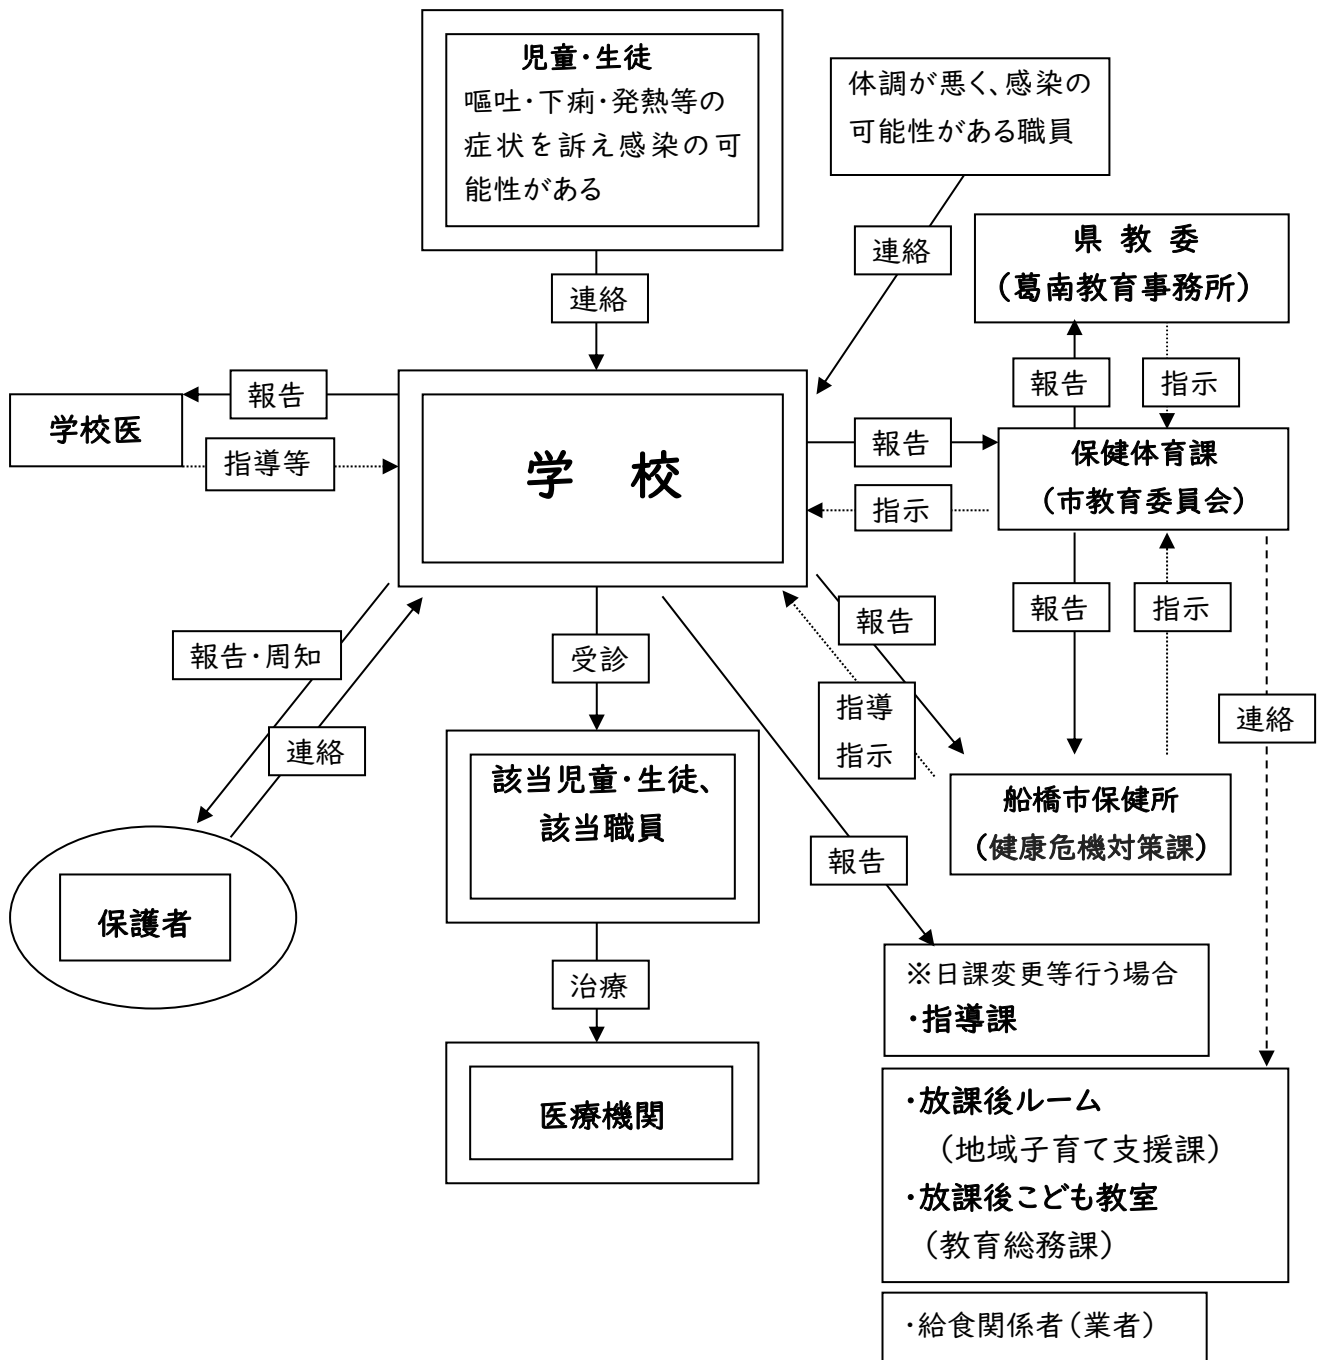 児童・生徒
嘔吐・下痢・発熱等の
症状を訴え感染の可
能性がある
体調が悪く、感染の
可能性がある職員
連絡
連絡
県 教 委
（葛南教育事務所）
報告
指示
学校医
報告
指導等
学 校
報告
指示
保健体育課
（市教育委員会）
報告
指示
連絡
報告・周知
連絡
受診
報告
指導
指示
船橋市保健所
（健康危機対策課）
該当児童・生徒、
該当職員
報告
保護者
治療
※日課変更等行う場合
・指導課
医療機関
・放課後ルーム
（地域子育て支援課）
・放課後こども教室
（教育総務課）
・給食関係者（業者）